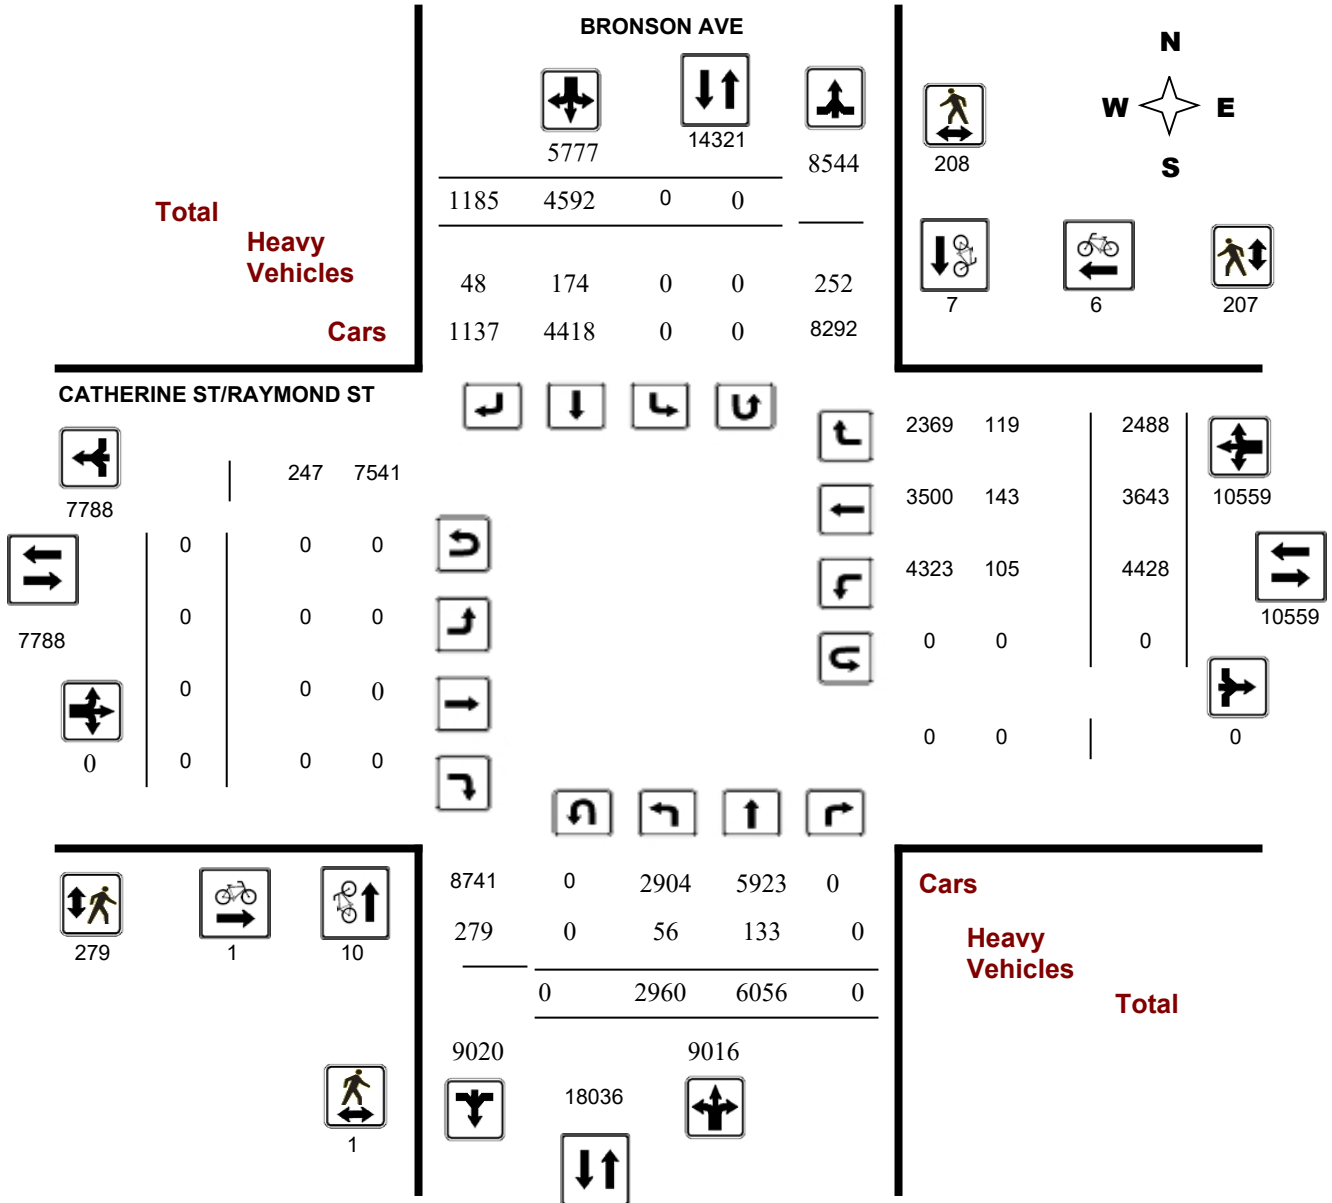 BRONSON AVE
N
W E
S
5777 14321 8544
208
1185 4592 0 0
Total
Heavy
Vehicles
48 174 0 0 252
7 6 207
Cars
1137 4418 0 0 8292
CATHERINE ST/RAYMOND ST
2369 119 2488
247 7541
7788
3500 143 3643 10559
0 0 0
4323 105 4428
10559
0 0 0
7788
0 0 0
0 0 0
0 0 0
0
0 0 0
8741 0 2904 5923 0
Cars
279 0 56 133 0
Heavy
Vehicles
279 1 10
0 2960 6056 0
Total
9020 9016
18036
1